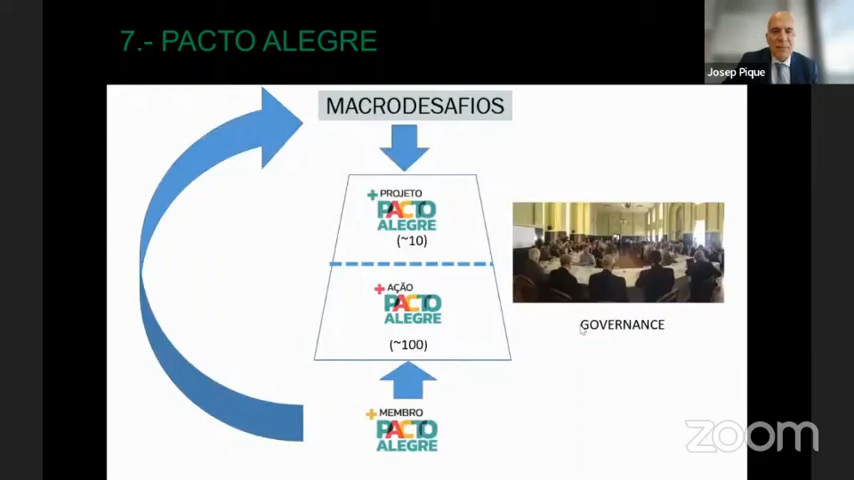 7.- PACTO ALEGRE
Josep Pique
MACRODESAFIOS
+PROJETO
PACTO
ALEGRE
(~10)
+AÇÃO
PACTO
ALEGRE
(~100)
GOVERNANCE
+MEMBRO
PACTO
ALEGRE
zoom